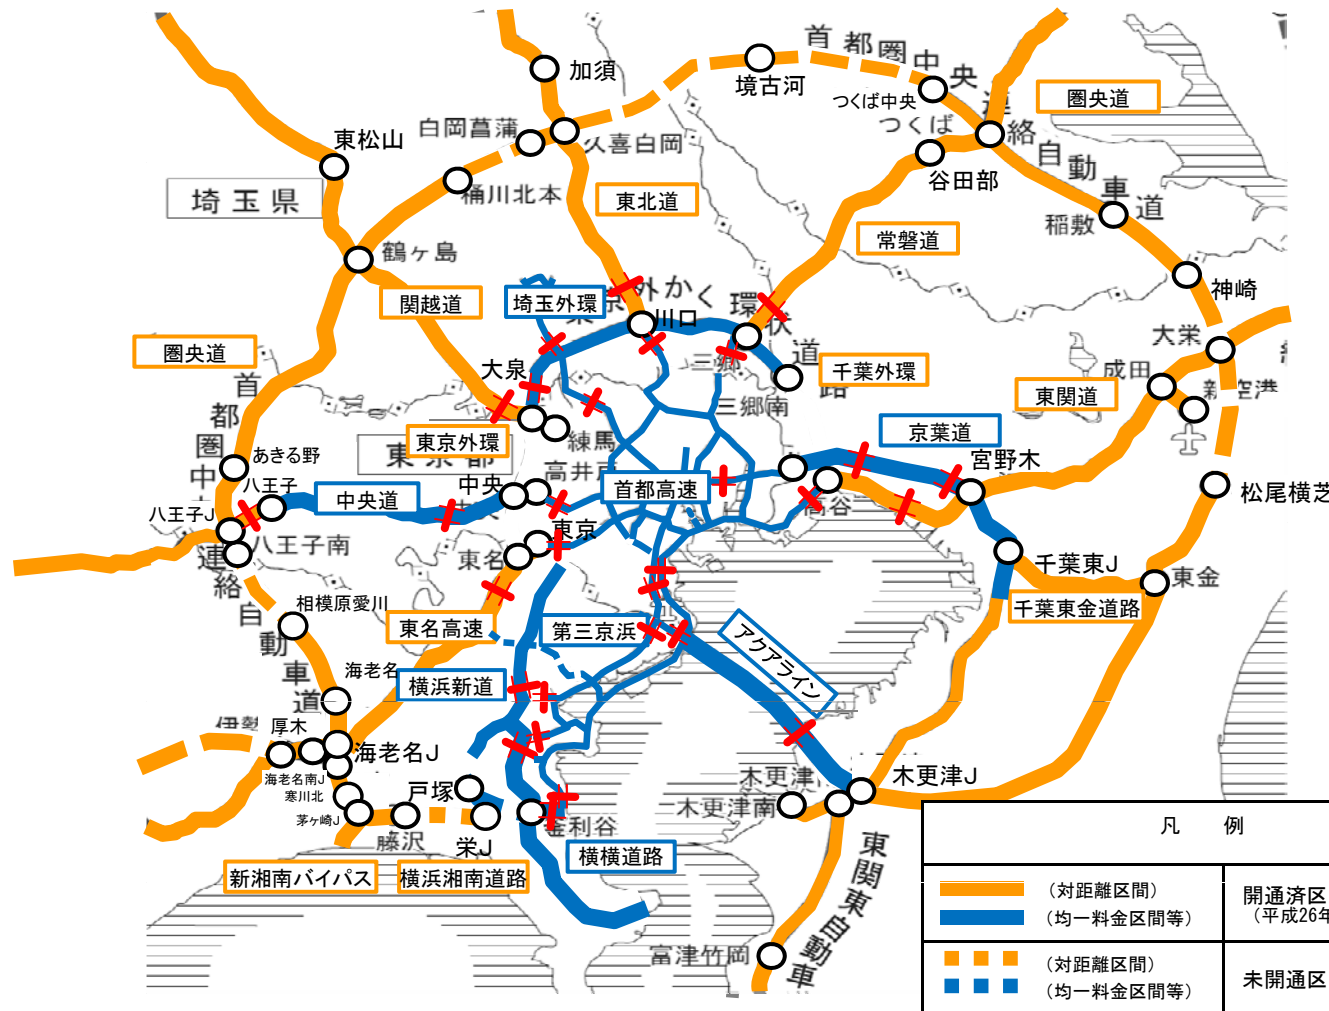 首都圏中央連絡自動車道
加須
境古河
つくば中央
圏央道
東松山
白岡菖蒲
久喜白岡
つくば
谷田部
埼玉県
桶川北本
東北道
稲敷
鶴ヶ島
常磐道
神崎
関越道
埼玉外環
東京外かく環状道路
川口
大栄
圏央道
大泉
三郷
千葉外環
成田
新空港
首都圏中央連絡自動車道
三郷南
東関道
東京外環
練馬
京葉道
東京都
あきる野
高井戸
宮野木
八王子
中央道
中央
首都高速
松尾横芝
八王子J
高谷
八王子南
東名
東京
千葉東J
東金
相模原愛川
東名高速
第三京浜
アクアライン
千葉東金道路
海老名
横浜新道
厚木
海老名J
海老名南J
寒川北
戸塚
木更津J
木更津南
茅ヶ崎J
藤沢
栄J
金利谷
横横道路
新湘南バイパス
横浜湘南道路
富津竹岡
東関東自動車
凡　例
(対距離区間)
(均一料金区間等)
開通済区
(平成26年
(対距離区間)
(均一料金区間等)
未開通区